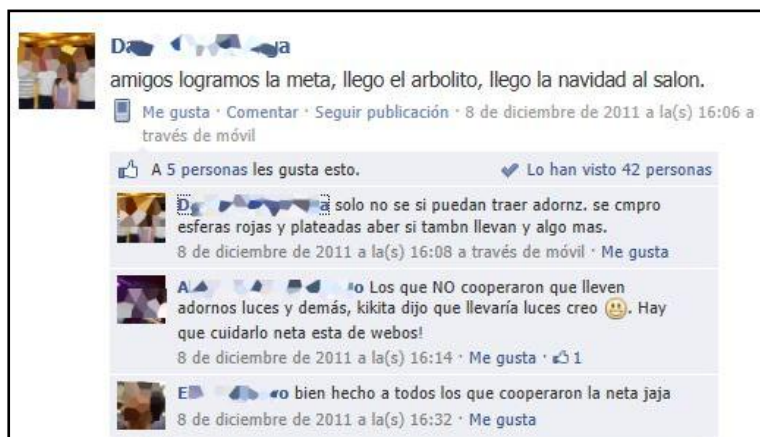 amigos logramos la meta, llego el arbolito, llego la navidad al salon.
Me gusta · Comentar · Seguir publicación · 8 de diciembre de 2011 a la(s) 16:06 a
través de móvil
A 5 personas les gusta esto. Lo han visto 42 personas
solo no se si puedan traer adornz. se cmpro
esferas rojas y plateadas aber si tambn llevan y algo mas.
8 de diciembre de 2011 a la(s) 16:08 a través de móvil · Me gusta
Los que NO cooperaron que lleven
adornos luces y demás, kikita dijo que llevaría luces creo 😃. Hay
que cuidarlo neta esta de webos!
8 de diciembre de 2011 a la(s) 16:14 · Me gusta · 1
bien hecho a todos los que cooperaron la neta jaja
8 de diciembre de 2011 a la(s) 16:32 · Me gusta